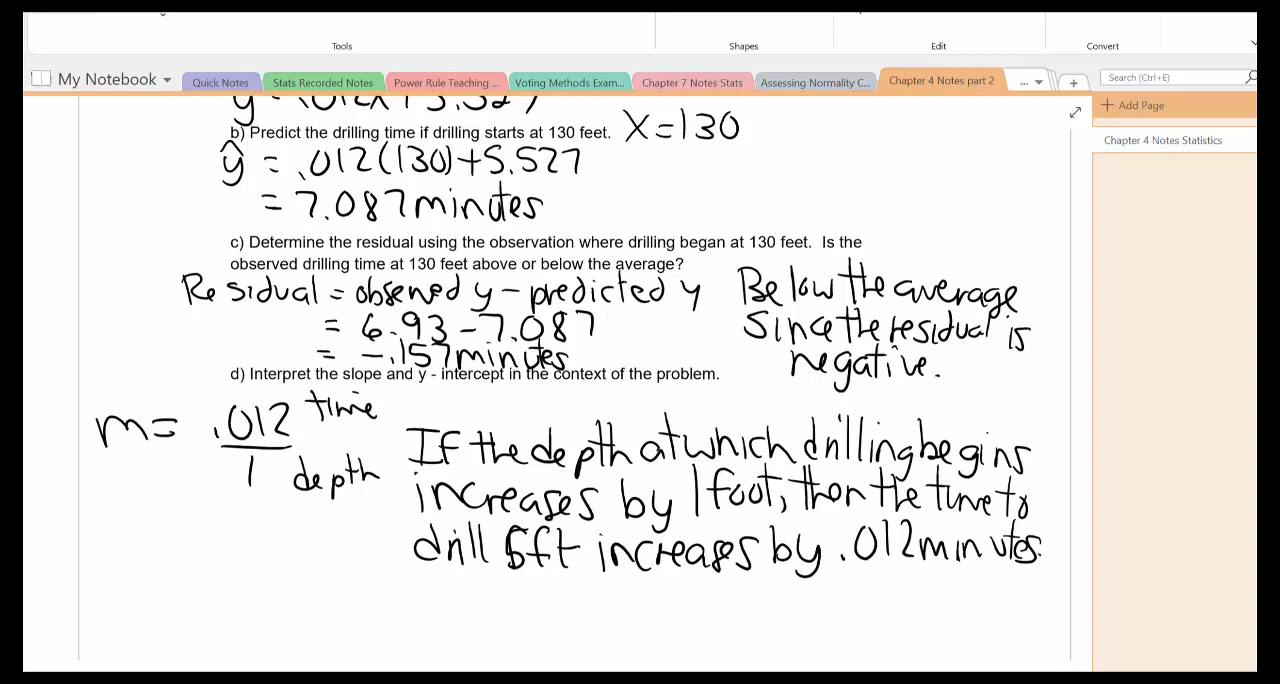 Tools Shapes Edit Convert
My Notebook Quick Notes Stats Recorded Notes Power Rule Teaching ... Voting Methods Exam... Chapter 7 Notes Stats Assessing Normality C... Chapter 4 Notes part 2 ... + Search (Ctrl+E)
+ Add Page
Chapter 4 Notes Statistics
ŷ = .012x + 5.527
b) Predict the drilling time if drilling starts at 130 feet. X=130
ŷ = .012(130)+5.527
= 7.087 minutes
c) Determine the residual using the observation where drilling began at 130 feet. Is the
observed drilling time at 130 feet above or below the average?
Residual = observed y - predicted y
= 6.93 - 7.087
= -.157 minutes
Below the average
since the residual is
negative.
d) Interpret the slope and y - intercept in the context of the problem.
m = .012 time
1 depth
If the depth at which drilling begins
increases by 1 foot, then the time to
drill 5ft increases by .012 minutes.